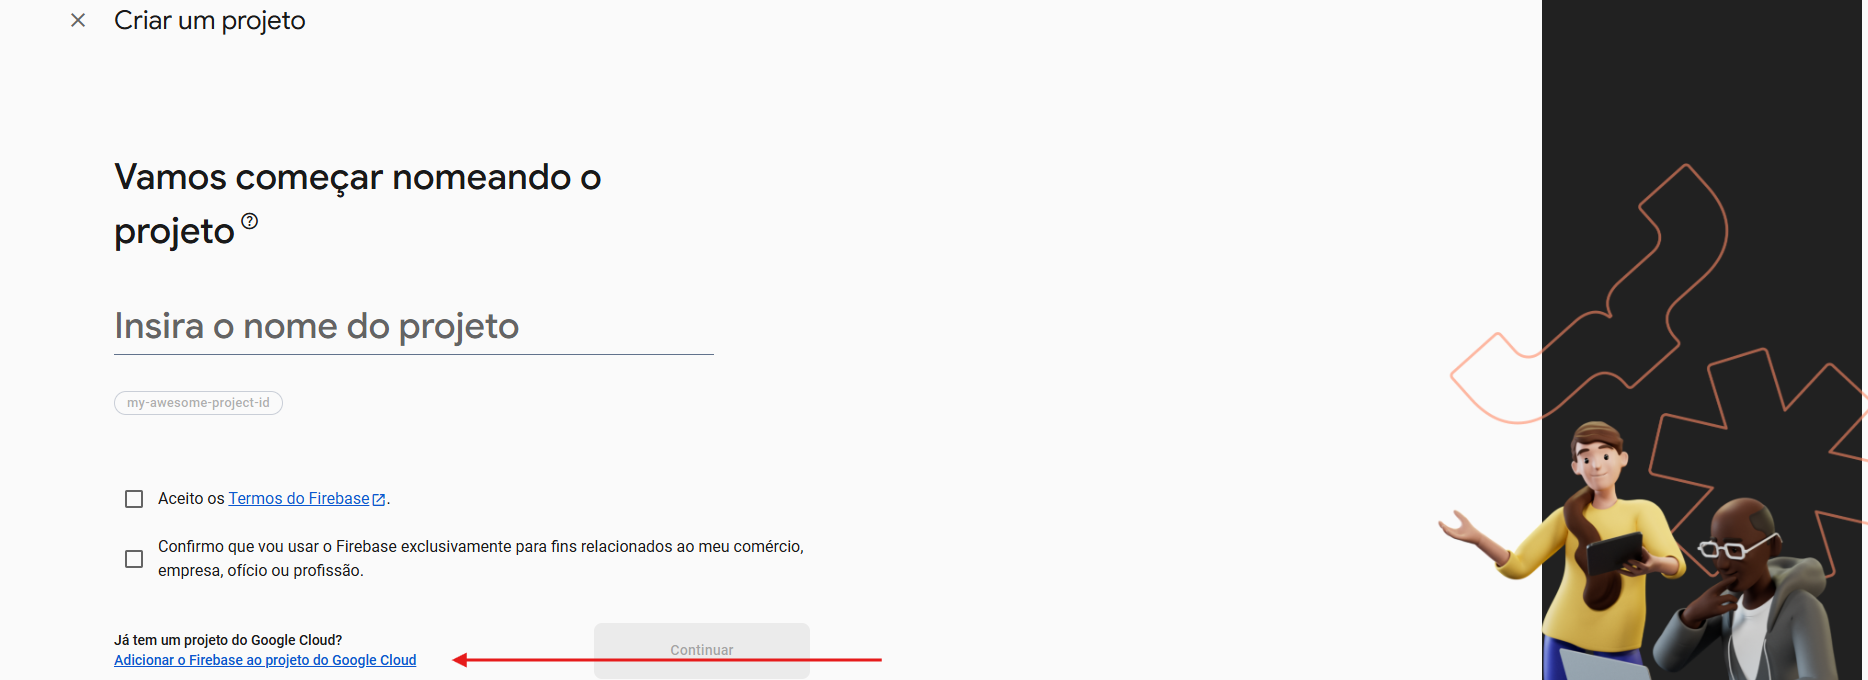 Criar um projeto
Vamos começar nomeando o
projeto
Insira o nome do projeto
my-awesome-project-id
Aceito os Termos do Firebase.
Confirmo que vou usar o Firebase exclusivamente para fins relacionados ao meu comércio,
empresa, ofício ou profissão.
Já tem um projeto do Google Cloud?
Adicionar o Firebase ao projeto do Google Cloud
Continuar